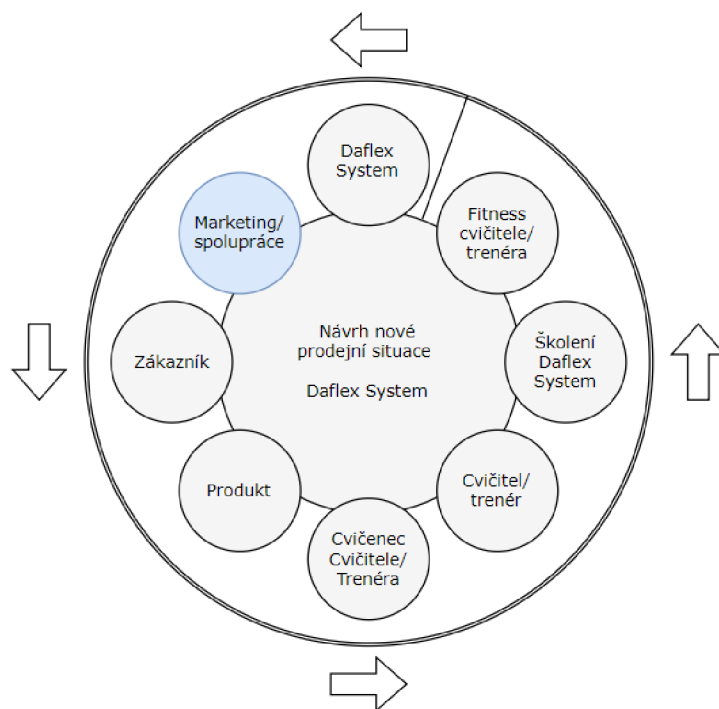 Daflex
System
Marketing/
spolupráce
Fitness
cvičitele/
trenéra
Zákazník
Návrh nové
prodejní situace
Daflex System
Školení
Daflex
System
Produkt
Cvičitel/
trenér
Cvičenec
Cvičitele/
Trenéra